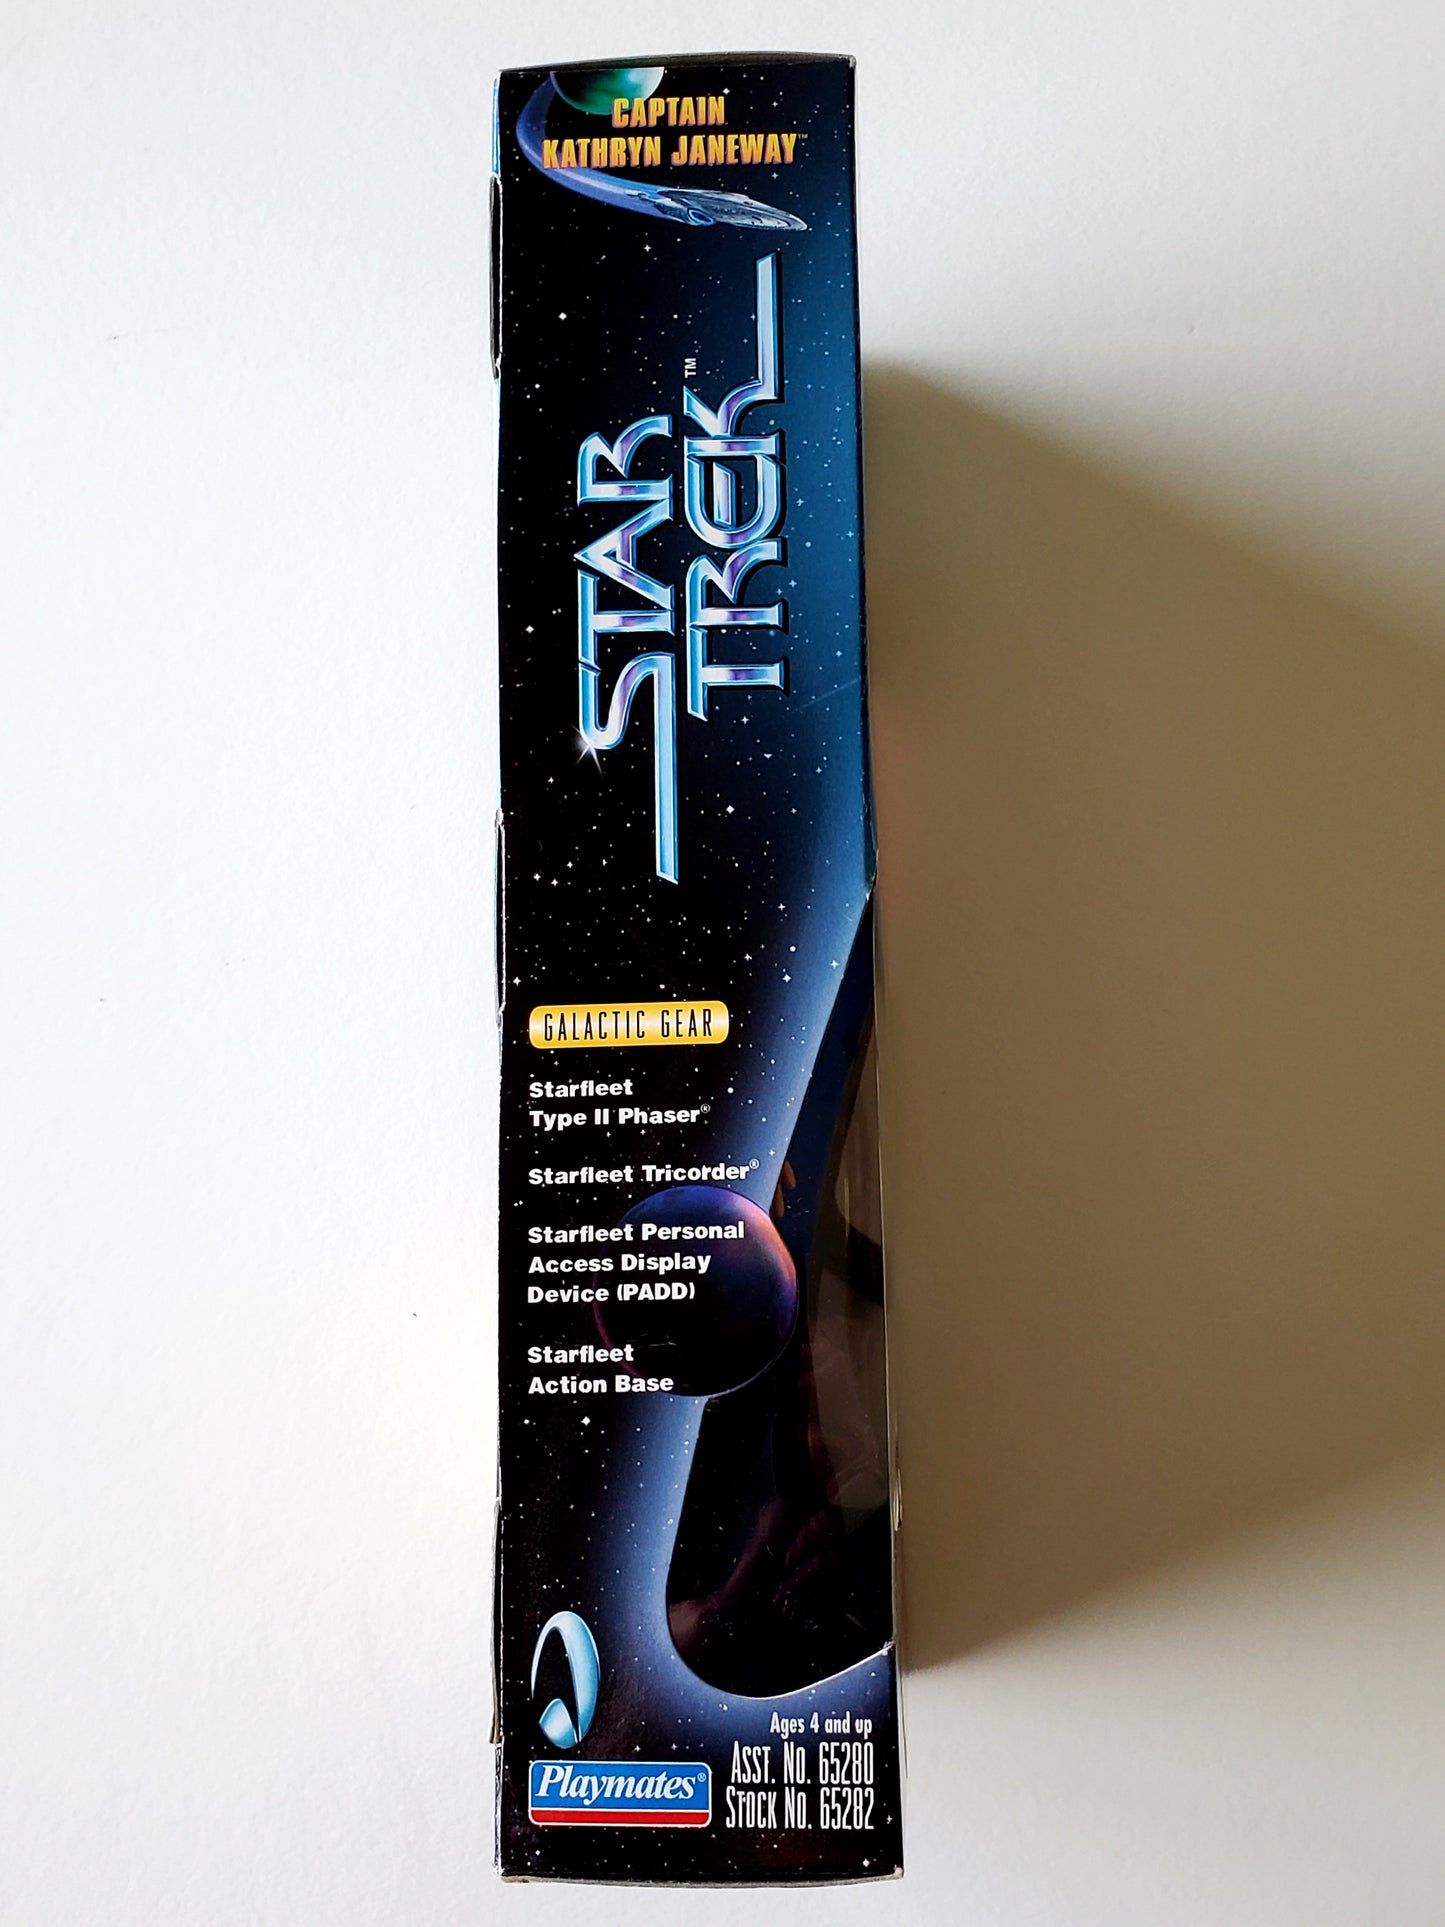 CAPTAIN
KATHRYN JANEWAY™
STAR
TREK™
GALACTIC GEAR
Starfleet
Type II Phaser®
Starfleet Tricorder®
Starfleet Personal
Access Display
Device (PADD)
Starfleet
Action Base
Ages 4 and up
ASST. NO. 65280
STOCK NO. 65282
Playmates®